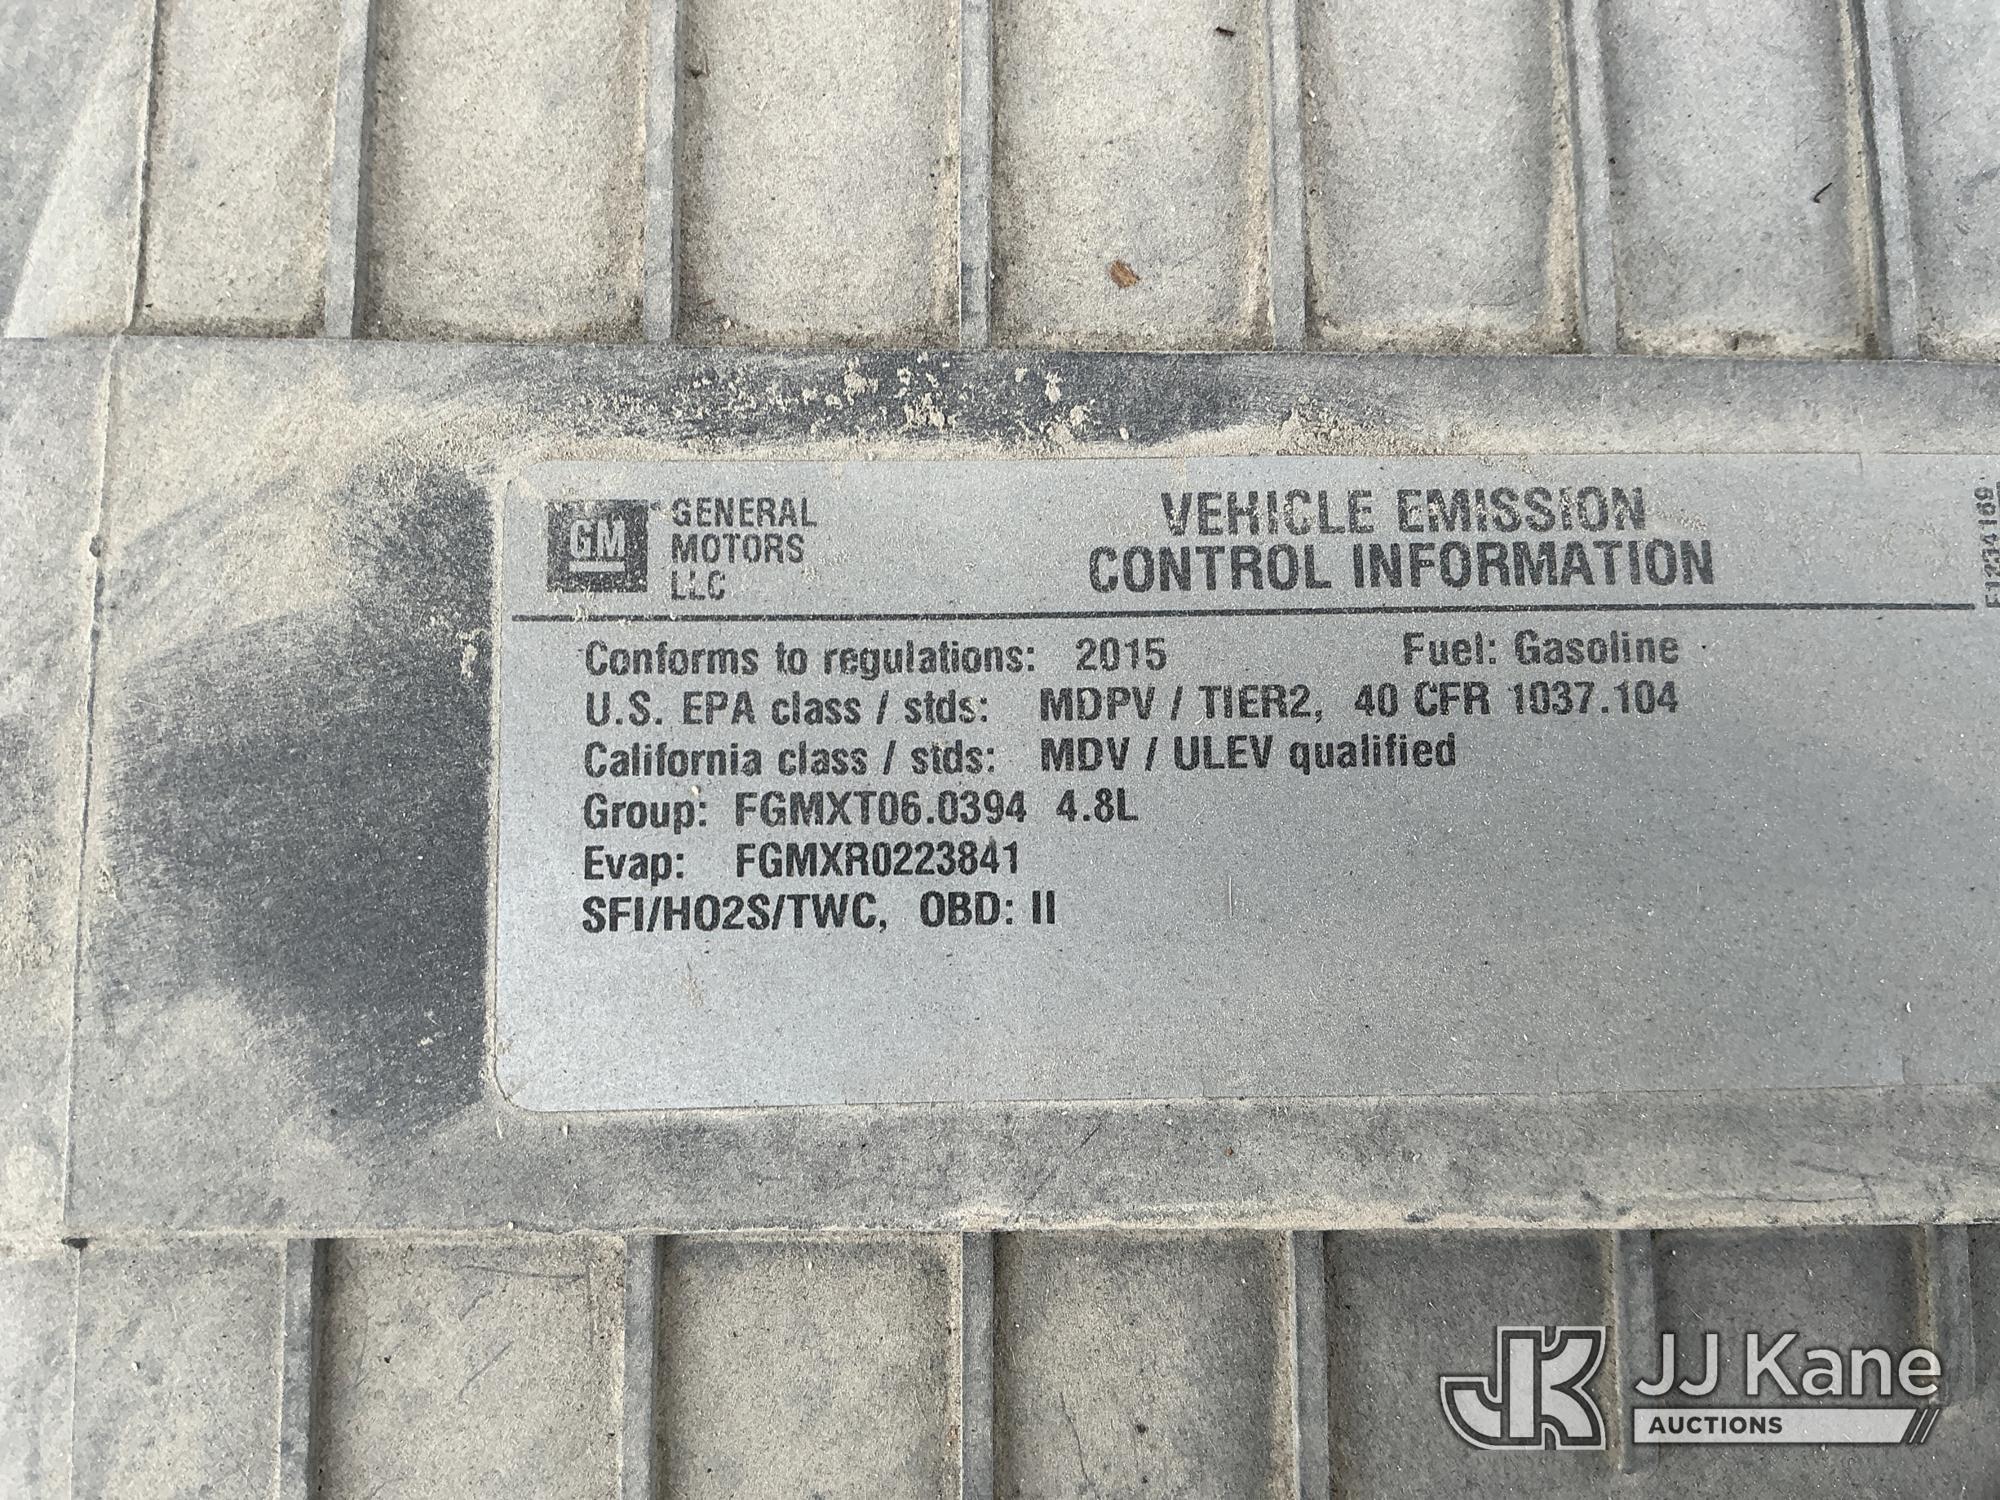 GM
GENERAL
MOTORS
LLC
VEHICLE EMISSION
CONTROL INFORMATION
Conforms to regulations: 2015 Fuel: Gasoline
U.S. EPA class / stds: MDPV / TIER2, 40 CFR 1037.104
California class / stds: MDV / ULEV qualified
Group: FGMXT06.0394 4.8L
Evap: FGMXR0223841
SFI/HO2S/TWC, OBD: II
JK JJ Kane
AUCTIONS